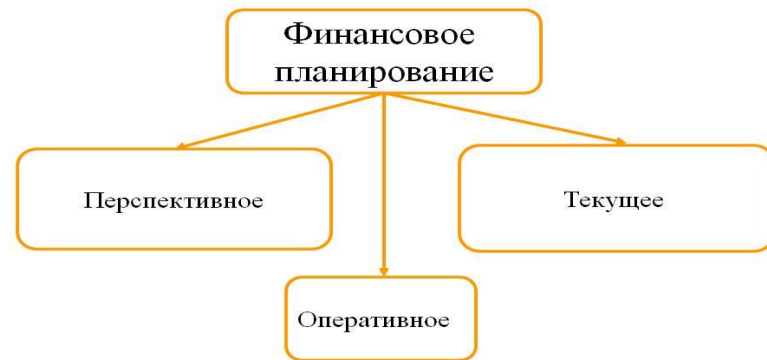 Финансовое
планирование
Перспективное
Текущее
Оперативное